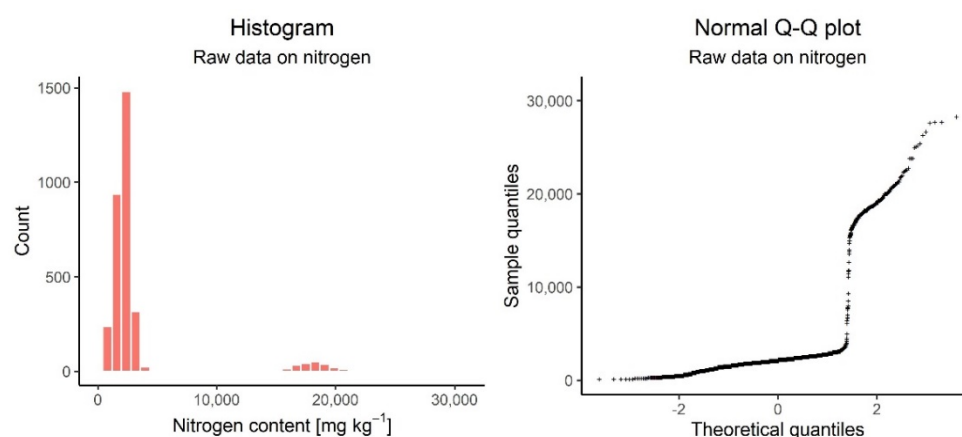 Histogram
Raw data on nitrogen
Count
1500
1000
500
0
0 10,000 20,000 30,000
Nitrogen content [mg kg⁻¹]
Normal Q-Q plot
Raw data on nitrogen
Sample quantiles
30,000
20,000
10,000
0
-2 0 2
Theoretical quantiles